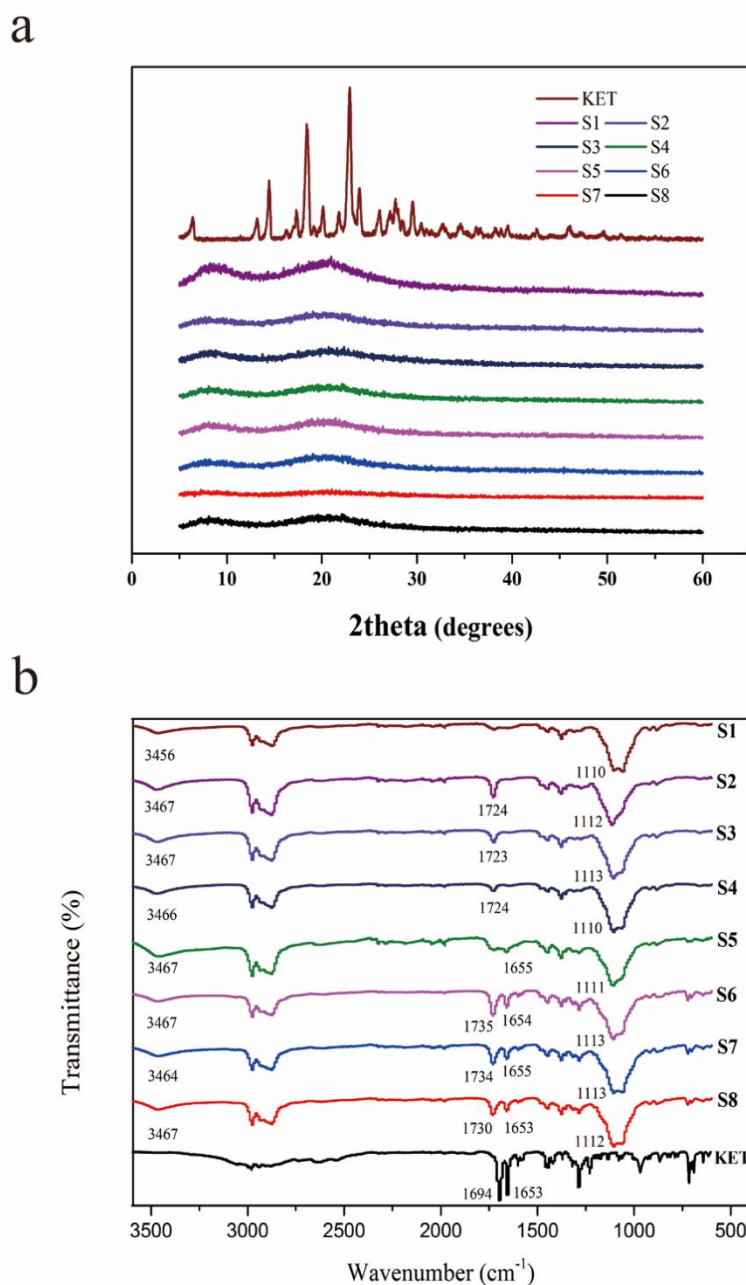 a
KET
S1 S2
S3 S4
S5 S6
S7 S8
0 10 20 30 40 50 60
2theta (degrees)
b
Transmittance (%)
S1
3456 1110
S2
3467 1724 1112
S3
3467 1723 1113
S4
3466 1724 1110
S5
3467 1655 1111
S6
3467 1735 1654 1113
S7
3464 1734 1655 1113
S8
3467 1730 1653 1112
KET
1694 1653
3500 3000 2500 2000 1500 1000 500
Wavenumber (cm⁻¹)